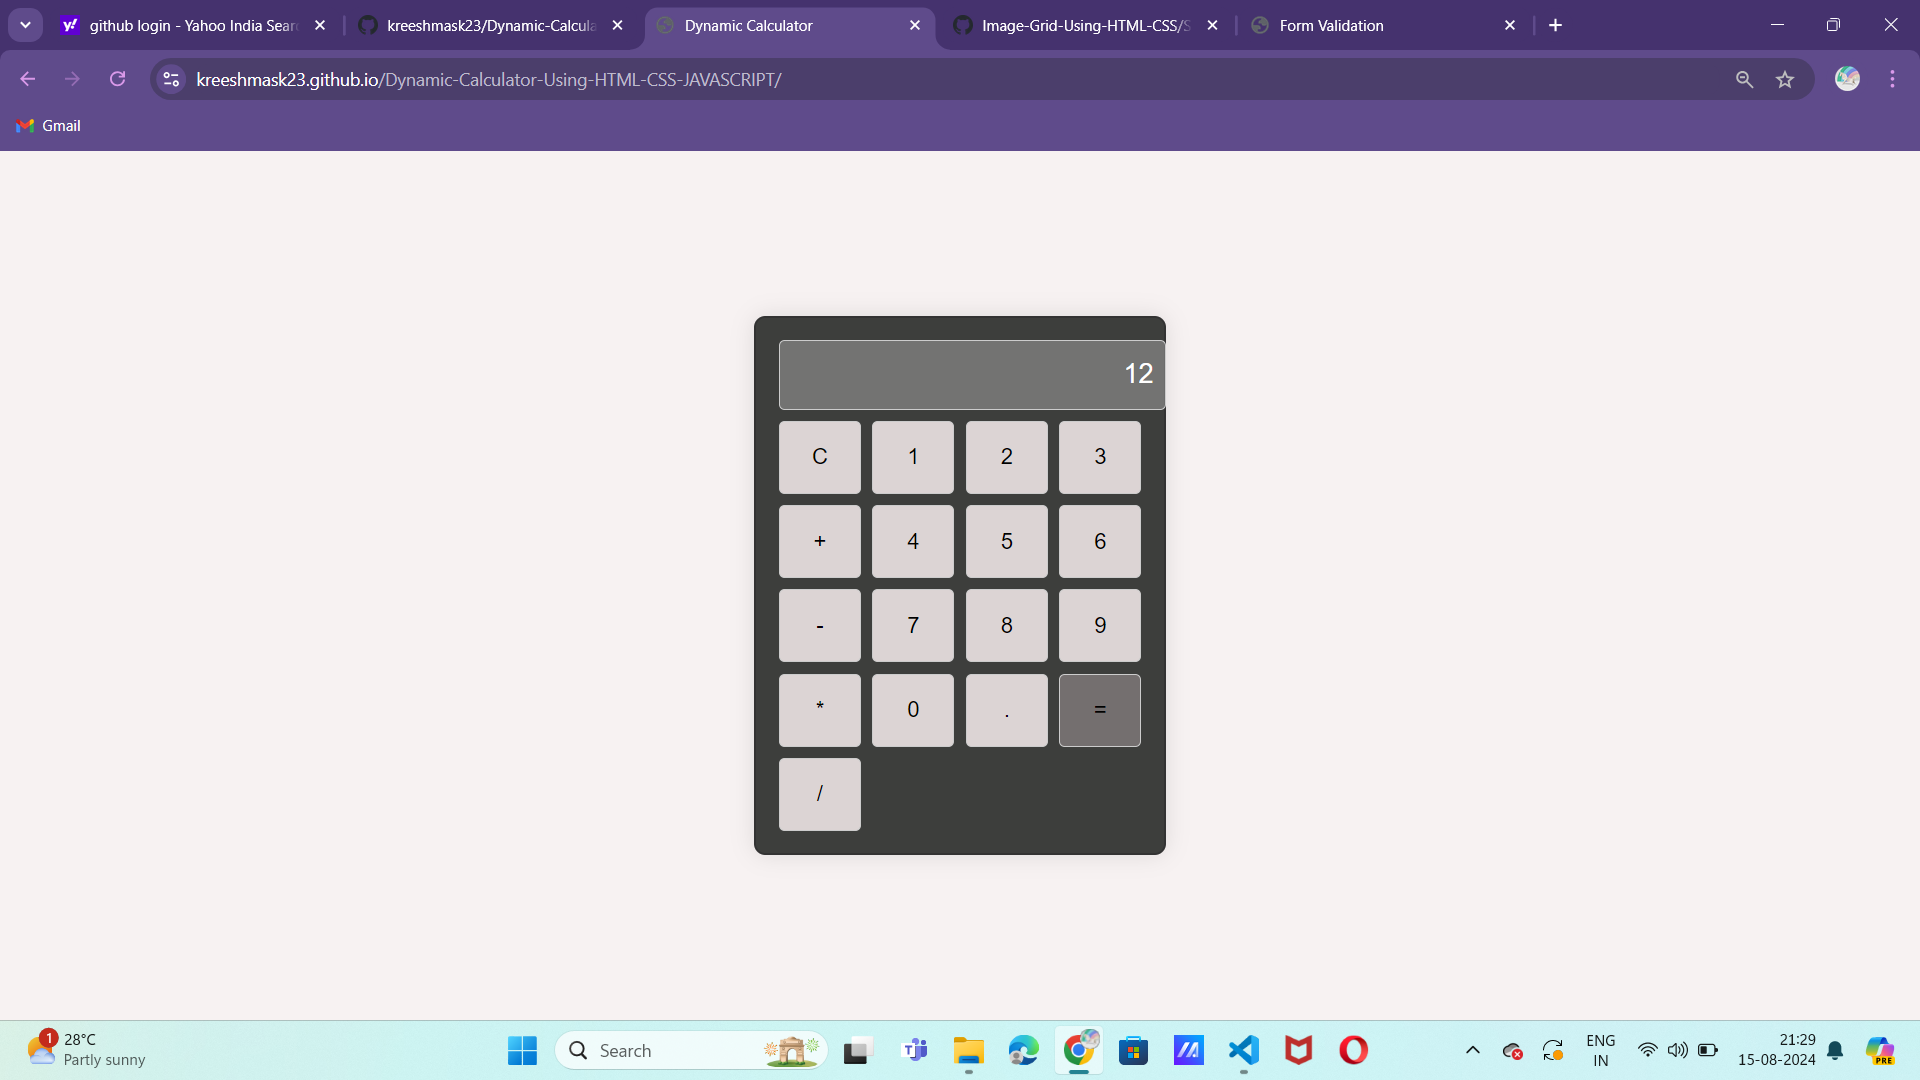 github login - Yahoo India Sear
kreeshmask23/Dynamic-Calcula
Dynamic Calculator
Image-Grid-Using-HTML-CSS/S
Form Validation
kreeshmask23.github.io/Dynamic-Calculator-Using-HTML-CSS-JAVASCRIPT/
Gmail
12
C 1 2 3
+ 4 5 6
- 7 8 9
* 0 . =
/
1
28°C
Partly sunny
Search
ENG
IN
21:29
15-08-2024
PRE